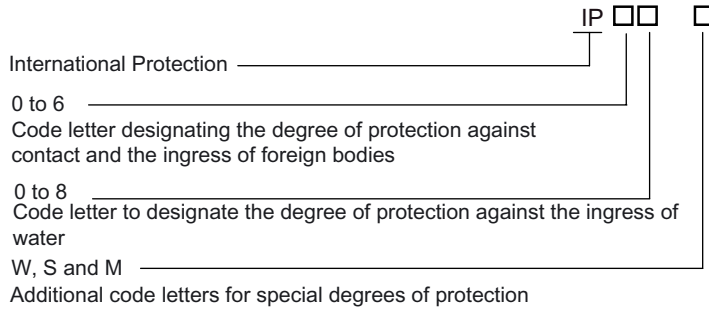 IP
International Protection
0 to 6
Code letter designating the degree of protection against
contact and the ingress of foreign bodies
0 to 8
Code letter to designate the degree of protection against the ingress of
water
W, S and M
Additional code letters for special degrees of protection